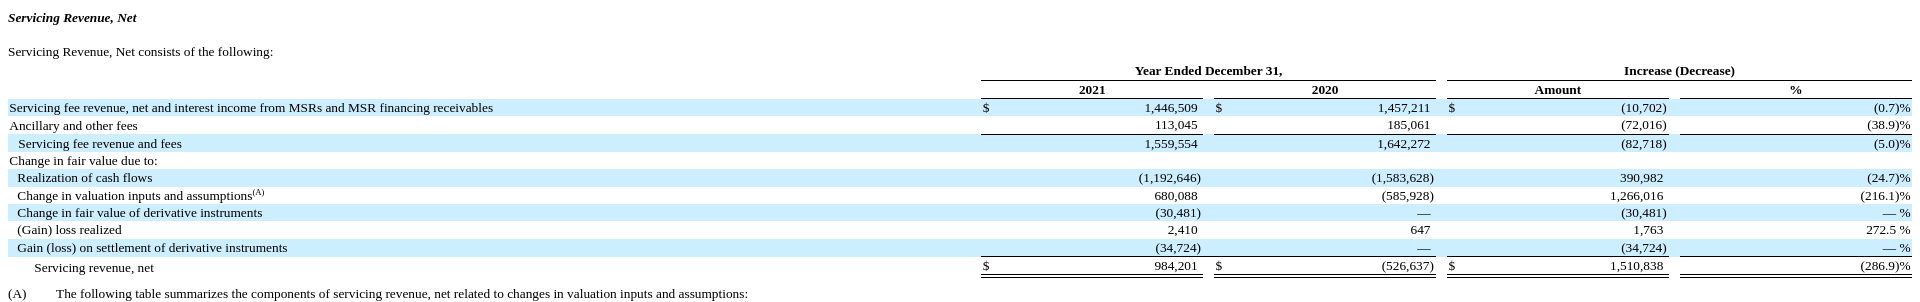 Servicing Revenue, Net
Servicing Revenue, Net consists of the following:
Year Ended December 31, Increase (Decrease)
2021 2020 Amount %
Servicing fee revenue, net and interest income from MSRs and MSR financing receivables $ 1,446,509 $ 1,457,211 $ (10,702) (0.7)%
Ancillary and other fees 113,045 185,061 (72,016) (38.9)%
Servicing fee revenue and fees 1,559,554 1,642,272 (82,718) (5.0)%
Change in fair value due to:
Realization of cash flows (1,192,646) (1,583,628) 390,982 (24.7)%
Change in valuation inputs and assumptions(A) 680,088 (585,928) 1,266,016 (216.1)%
Change in fair value of derivative instruments (30,481) — (30,481) — %
(Gain) loss realized 2,410 647 1,763 272.5 %
Gain (loss) on settlement of derivative instruments (34,724) — (34,724) — %
Servicing revenue, net $ 984,201 $ (526,637) $ 1,510,838 (286.9)%
(A) The following table summarizes the components of servicing revenue, net related to changes in valuation inputs and assumptions: